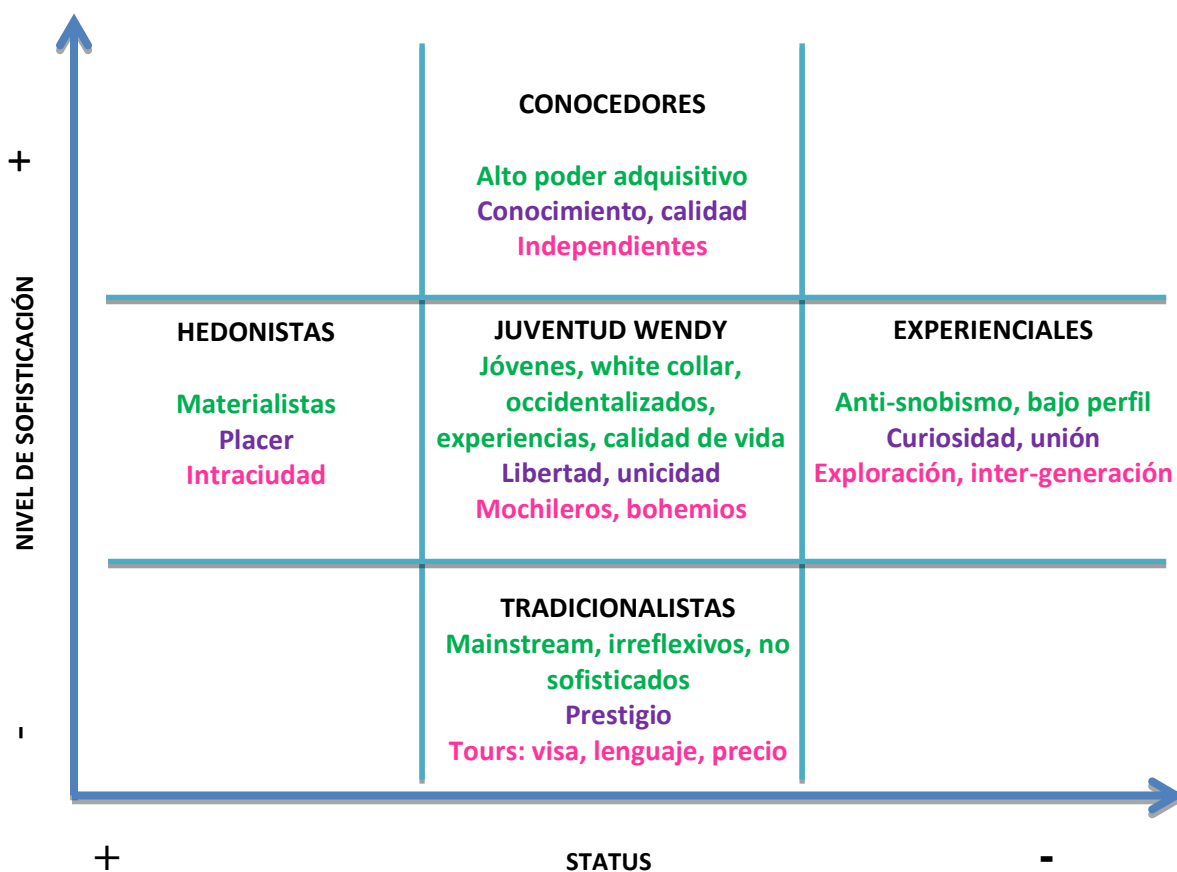 CONOCEDORES
Alto poder adquisitivo
Conocimiento, calidad
Independientes
+
NIVEL DE SOFISTICACIÓN
-
HEDONISTAS
Materialistas
Placer
Intraciudad
JUVENTUD WENDY
Jóvenes, white collar,
occidentalizados,
experiencias, calidad de vida
Libertad, unicidad
Mochileros, bohemios
EXPERIENCIALES
Anti-snobismo, bajo perfil
Curiosidad, unión
Exploración, inter-generación
TRADICIONALISTAS
Mainstream, irreflexivos, no
sofisticados
Prestigio
Tours: visa, lenguaje, precio
+
STATUS
-